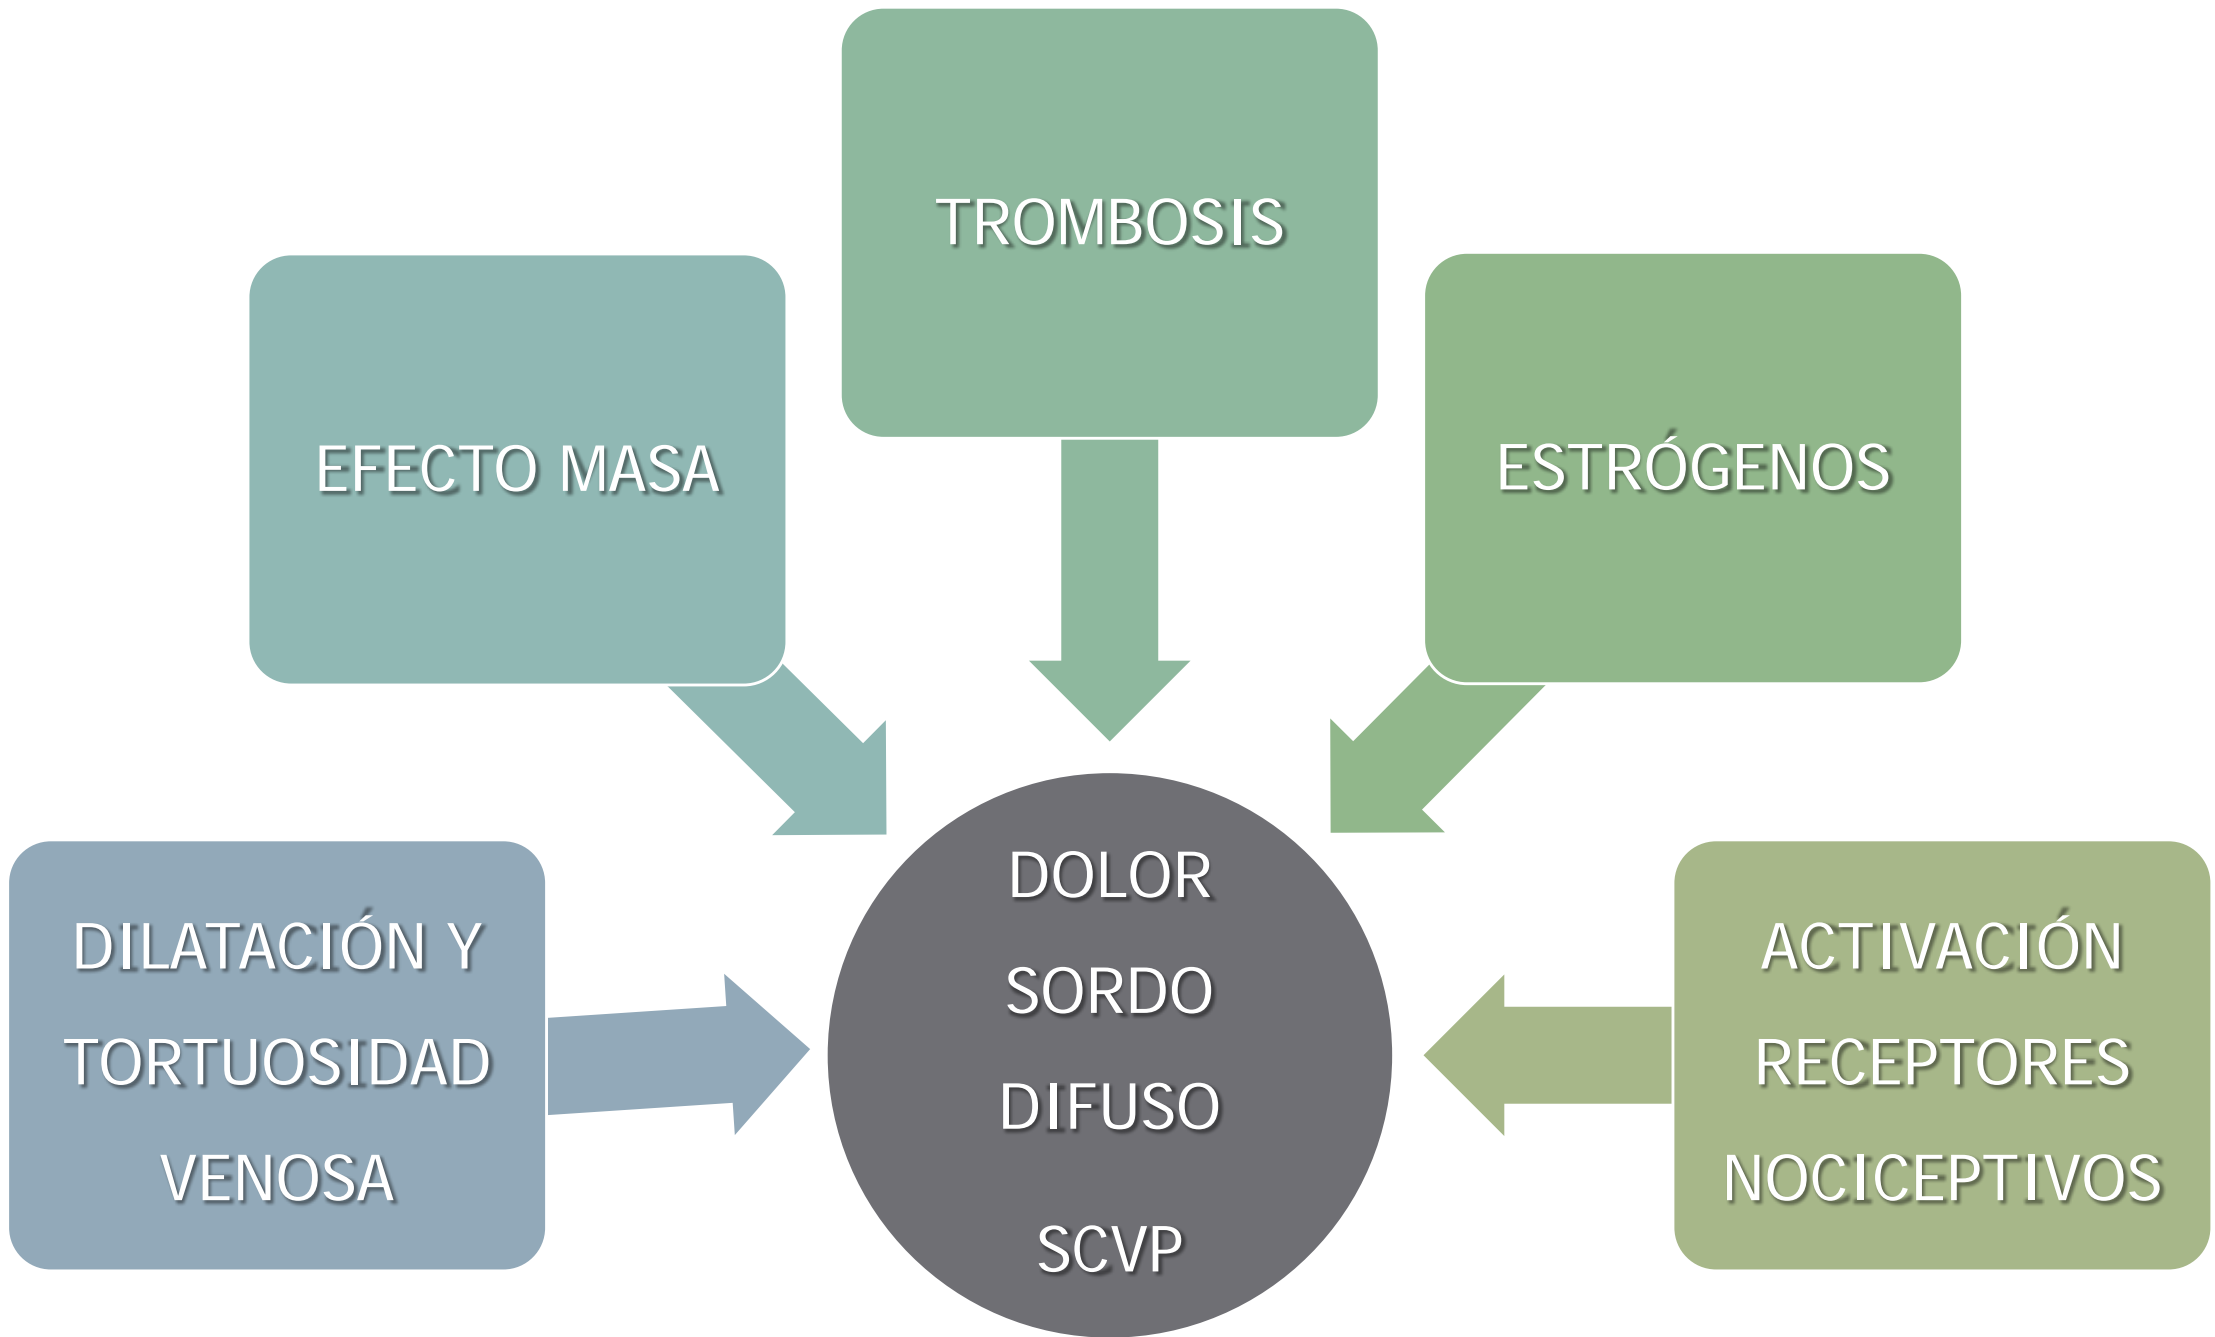 TROMBOSIS
EFECTO MASA
ESTRÓGENOS
DILATACIÓN Y
TORTUOSIDAD
VENOSA
DOLOR
SORDO
DIFUSO
SCVP
ACTIVACIÓN
RECEPTORES
NOCICEPTIVOS